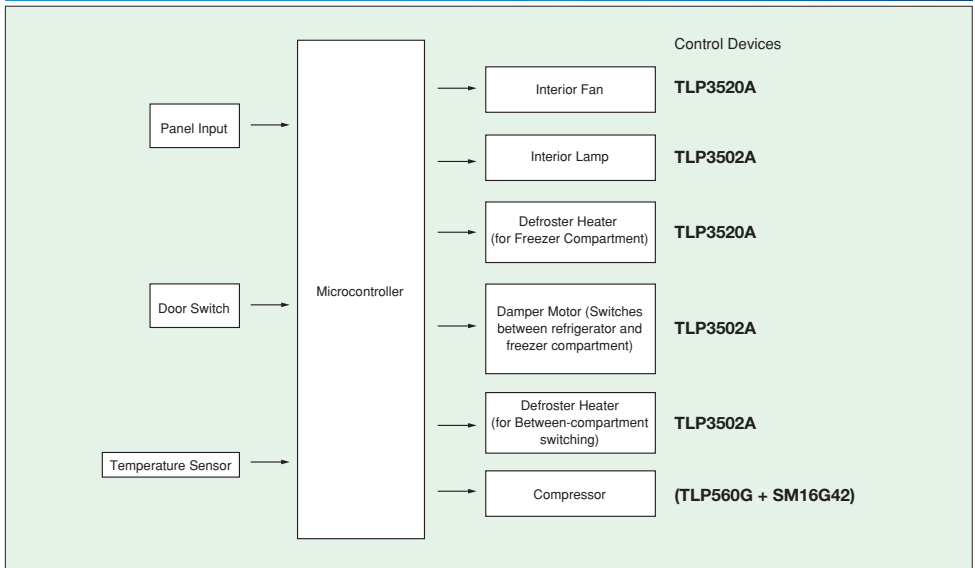 Control Devices
Panel Input
Door Switch
Temperature Sensor
Microcontroller
Interior Fan
TLP3520A
Interior Lamp
TLP3502A
Defroster Heater
(for Freezer Compartment)
TLP3520A
Damper Motor (Switches
between refrigerator and
freezer compartment)
TLP3502A
Defroster Heater
(for Between-compartment
switching)
TLP3502A
Compressor
(TLP560G + SM16G42)